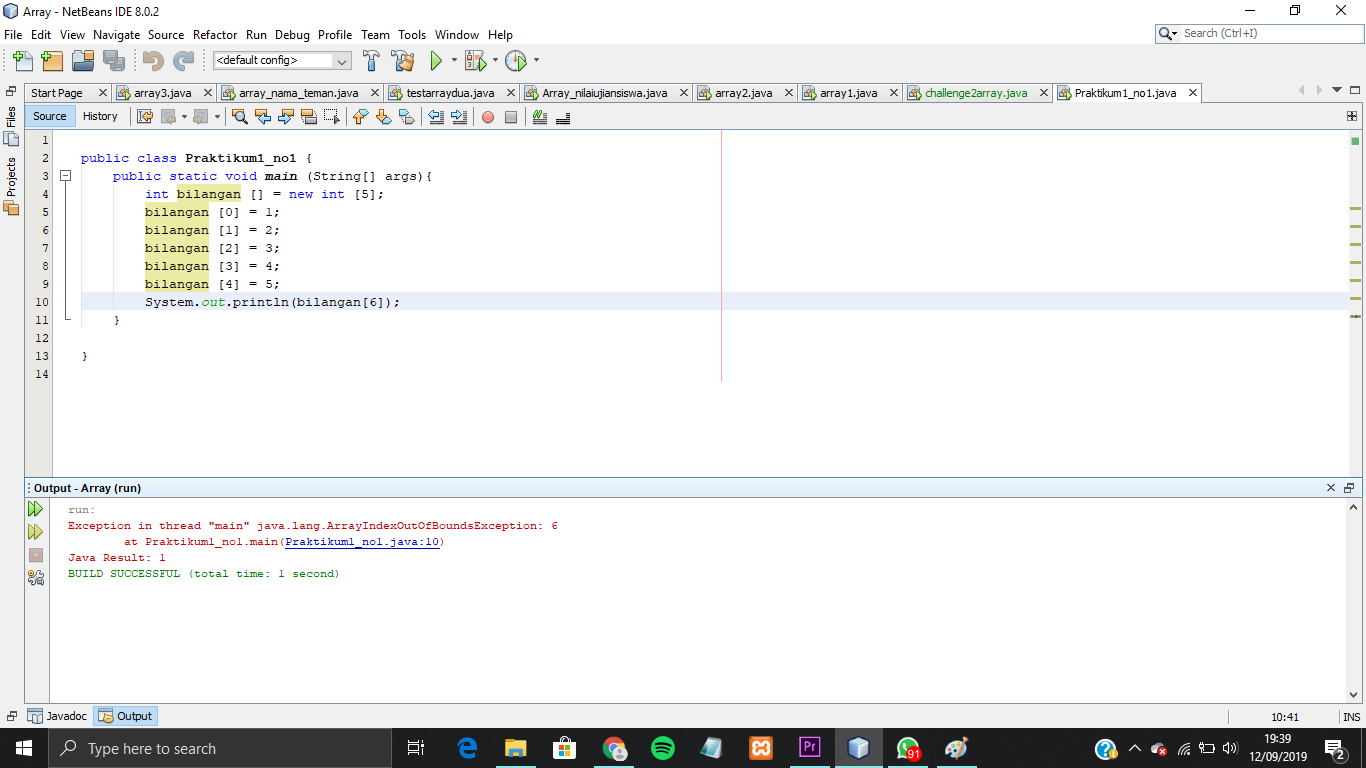 Array - NetBeans IDE 8.0.2
File Edit View Navigate Source Refactor Run Debug Profile Team Tools Window Help
Search (Ctrl+I)
<default config>
Start Page array3.java array_nama_teman.java testarraydua.java Array_nilaiujiansiswa.java array2.java array1.java challenge2array.java Praktikum1_no1.java
Source History
Files
Projects
1
2 public class Praktikum1_no1 {
3 public static void main (String[] args){
4 int bilangan [] = new int [5];
5 bilangan [0] = 1;
6 bilangan [1] = 2;
7 bilangan [2] = 3;
8 bilangan [3] = 4;
9 bilangan [4] = 5;
10 System.out.println(bilangan[6]);
11 }
12
13 }
14
Output - Array (run)
run:
Exception in thread "main" java.lang.ArrayIndexOutOfBoundsException: 6
at Praktikum1_no1.main(Praktikum1_no1.java:10)
Java Result: 1
BUILD SUCCESSFUL (total time: 1 second)
Javadoc Output
10:41 INS
Type here to search
Pr
91
19:39
12/09/2019
2